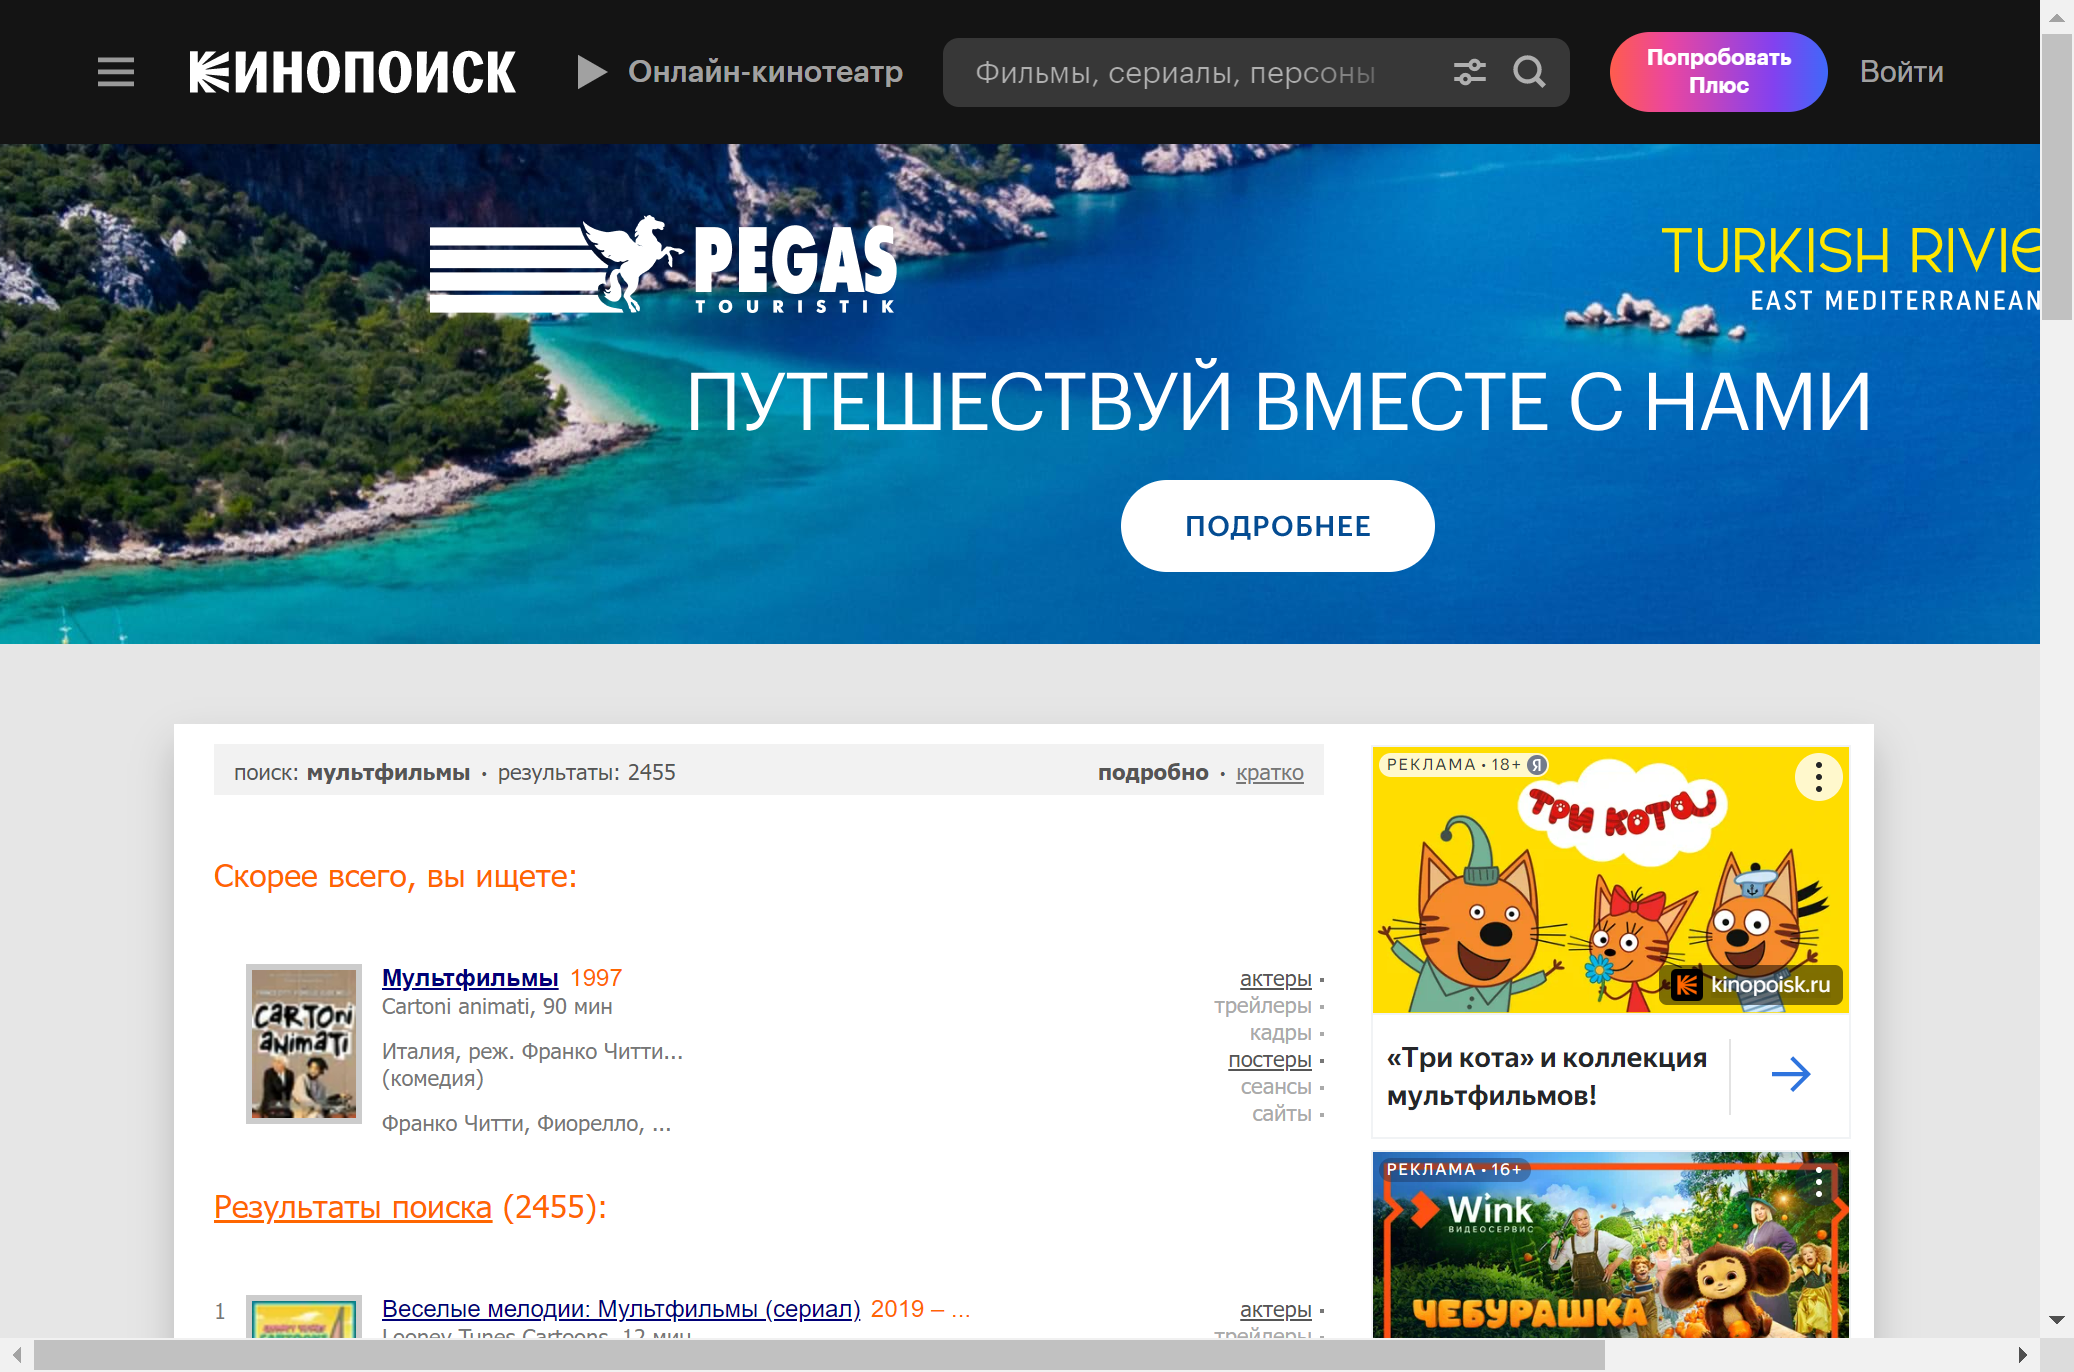 КИНОПОИСК
Онлайн-кинотеатр
Фильмы, сериалы, персоны
Попробовать
Плюс
Войти
PEGAS
TOURISTIK
TURKISH RIVIE
EAST MEDITERRANEAN
ПУТЕШЕСТВУЙ ВМЕСТЕ С НАМИ
ПОДРОБНЕЕ
поиск: мультфильмы • результаты: 2455
подробно • кратко
Скорее всего, вы ищете:
CARTONI
ANIMATI
Мультфильмы 1997
Cartoni animati, 90 мин
Италия, реж. Франко Читти...
(комедия)
Франко Читти, Фиорелло, ...
актеры
трейлеры
кадры
постеры
сеансы
сайты
Результаты поиска (2455):
1
Веселые мелодии: Мультфильмы (сериал) 2019 – ...
Looney Tunes Cartoons, 12 мин
актеры
трейлеры
РЕКЛАМА • 18+ Я
ТРИ КОТА
kinopoisk.ru
«Три кота» и коллекция
мультфильмов!
РЕКЛАМА • 16+
Wink
ВИДЕОСЕРВИС
ЧЕБУРАШКА